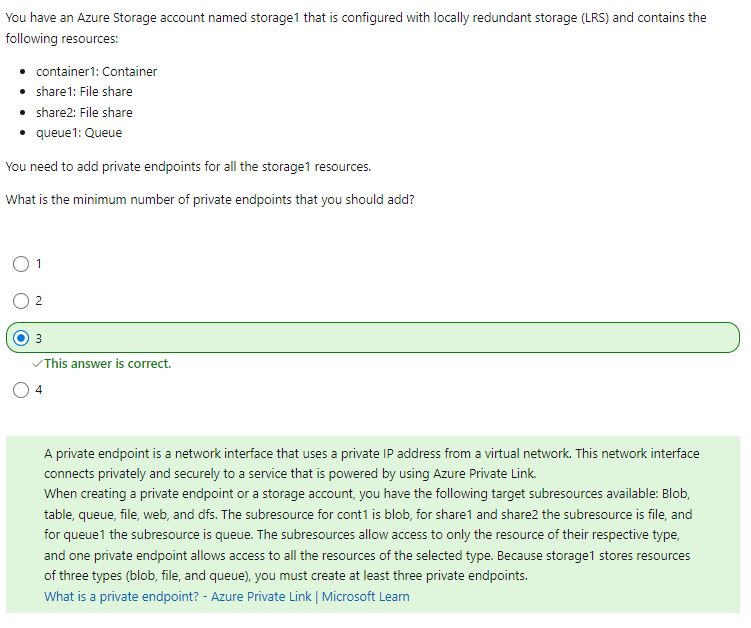 You have an Azure Storage account named storage1 that is configured with locally redundant storage (LRS) and contains the
following resources:
• container1: Container
• share1: File share
• share2: File share
• queue1: Queue
You need to add private endpoints for all the storage1 resources.
What is the minimum number of private endpoints that you should add?
1
2
3
✓This answer is correct.
4
A private endpoint is a network interface that uses a private IP address from a virtual network. This network interface
connects privately and securely to a service that is powered by using Azure Private Link.
When creating a private endpoint or a storage account, you have the following target subresources available: Blob,
table, queue, file, web, and dfs. The subresource for cont1 is blob, for share1 and share2 the subresource is file, and
for queue1 the subresource is queue. The subresources allow access to only the resource of their respective type,
and one private endpoint allows access to all the resources of the selected type. Because storage1 stores resources
of three types (blob, file, and queue), you must create at least three private endpoints.
What is a private endpoint? - Azure Private Link | Microsoft Learn